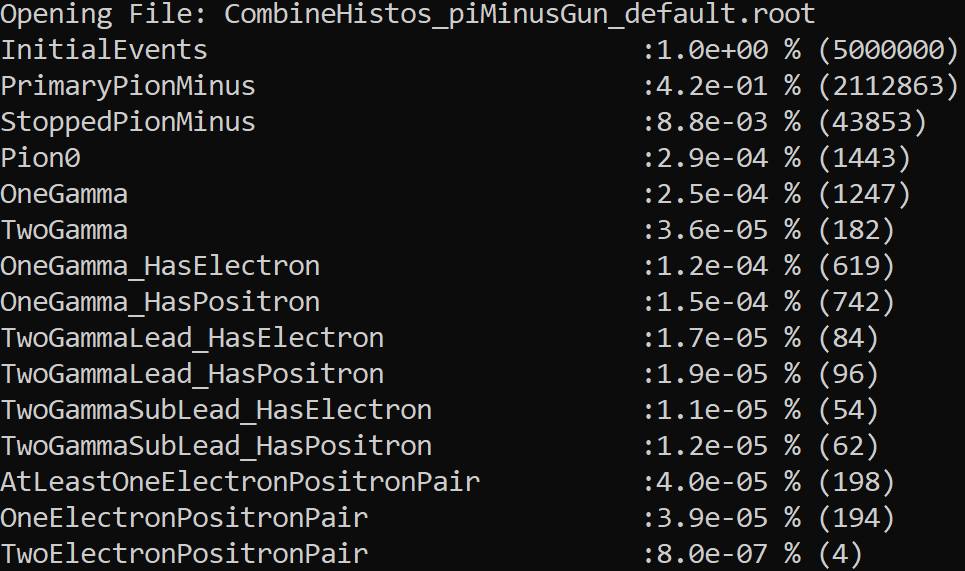 Opening File: CombineHistos_piMinusGun_default.root
InitialEvents :1.0e+00 % (5000000)
PrimaryPionMinus :4.2e-01 % (2112863)
StoppedPionMinus :8.8e-03 % (43853)
Pion0 :2.9e-04 % (1443)
OneGamma :2.5e-04 % (1247)
TwoGamma :3.6e-05 % (182)
OneGamma_HasElectron :1.2e-04 % (619)
OneGamma_HasPositron :1.5e-04 % (742)
TwoGammaLead_HasElectron :1.7e-05 % (84)
TwoGammaLead_HasPositron :1.9e-05 % (96)
TwoGammaSubLead_HasElectron :1.1e-05 % (54)
TwoGammaSubLead_HasPositron :1.2e-05 % (62)
AtLeastOneElectronPositronPair :4.0e-05 % (198)
OneElectronPositronPair :3.9e-05 % (194)
TwoElectronPositronPair :8.0e-07 % (4)